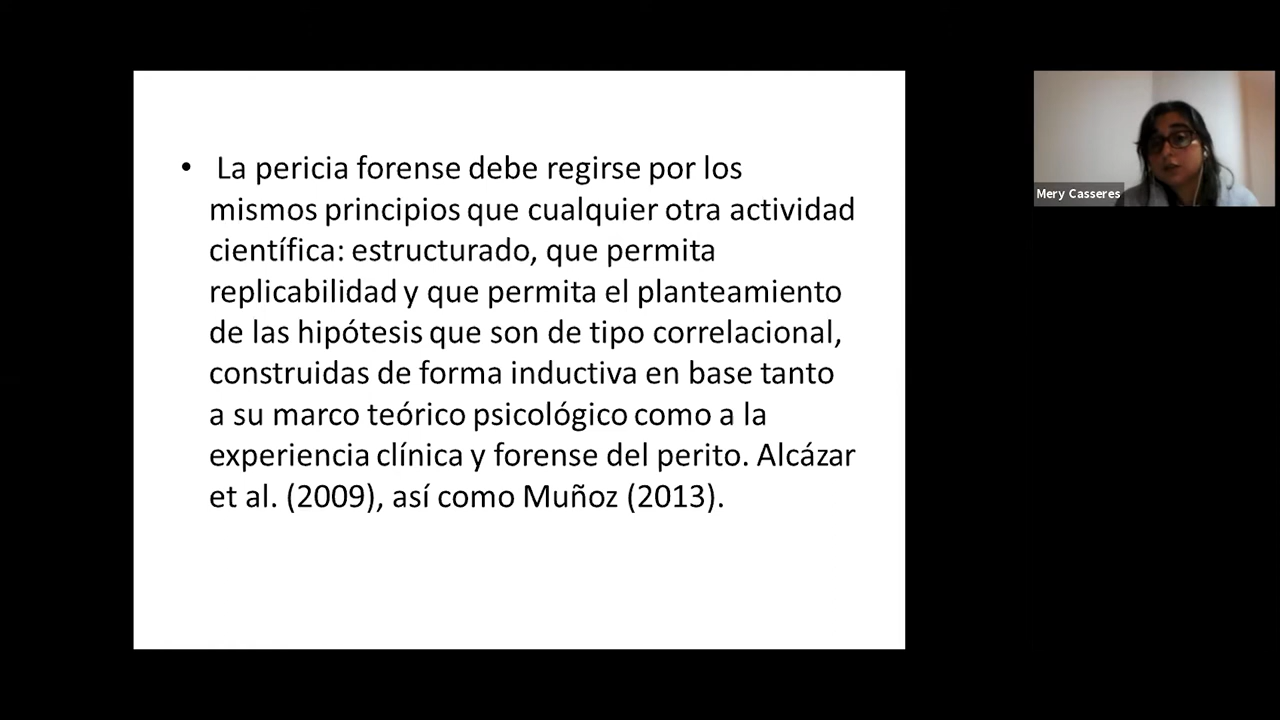 • La pericia forense debe regirse por los
mismos principios que cualquier otra actividad
científica: estructurado, que permita
replicabilidad y que permita el planteamiento
de las hipótesis que son de tipo correlacional,
construidas de forma inductiva en base tanto
a su marco teórico psicológico como a la
experiencia clínica y forense del perito. Alcázar
et al. (2009), así como Muñoz (2013).
Mery Casseres